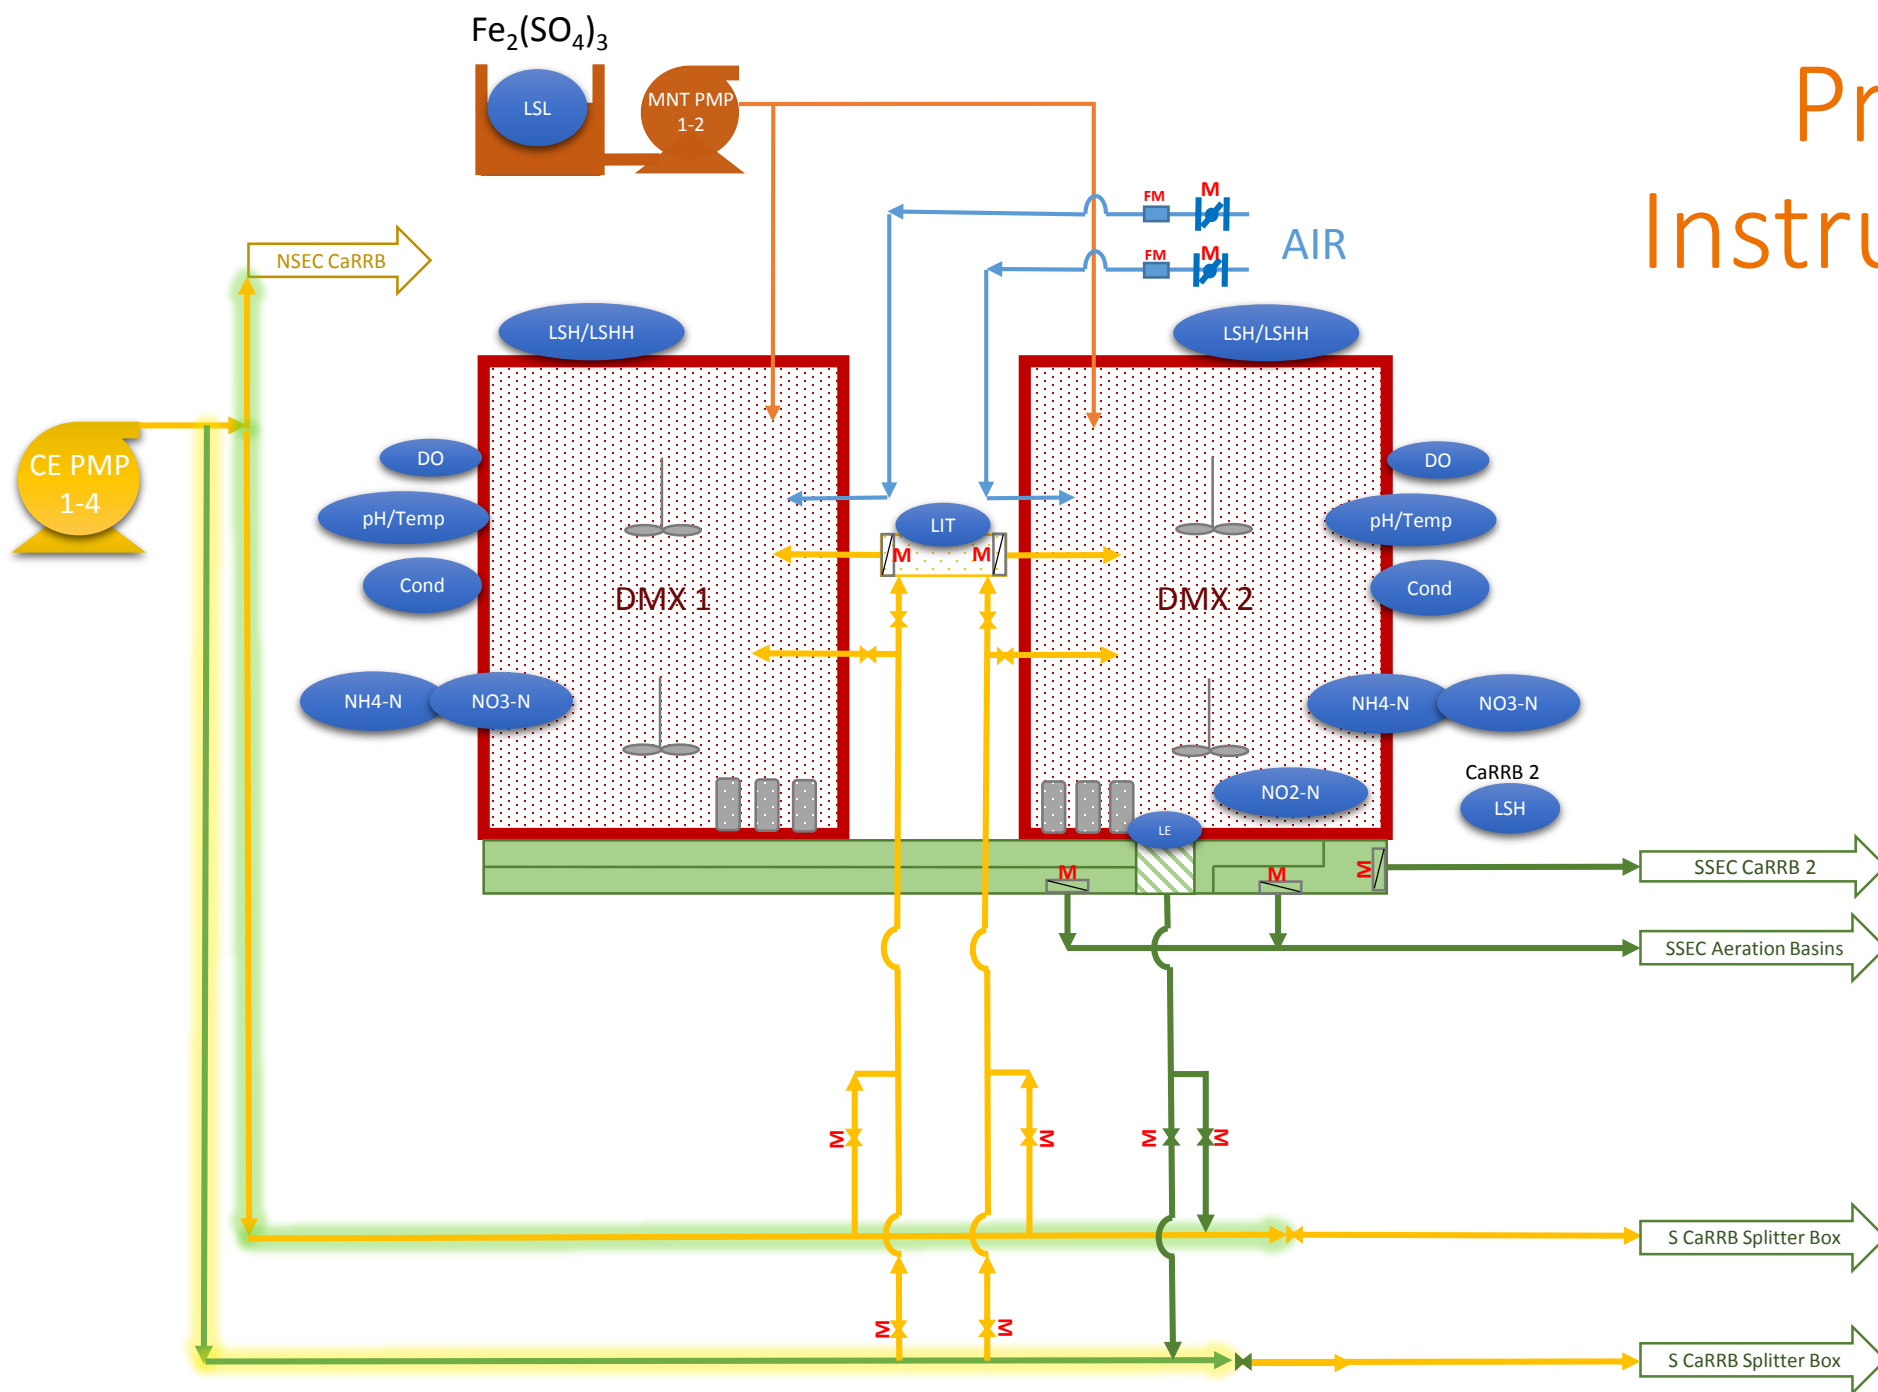 Fe2(SO4)3
LSL
MNT PMP
1-2
Pr
Instru
FM
M
AIR
FM
M
NSEC CaRRB
LSH/LSHH
LSH/LSHH
CE PMP
1-4
DO
DO
pH/Temp
LIT
pH/Temp
M
M
Cond
DMX 1
DMX 2
Cond
NH4-N
NO3-N
NH4-N
NO3-N
CaRRB 2
NO2-N
LSH
LE
M
M
M
SSEC CaRRB 2
SSEC Aeration Basins
M
M
M
M
S CaRRB Splitter Box
M
M
S CaRRB Splitter Box